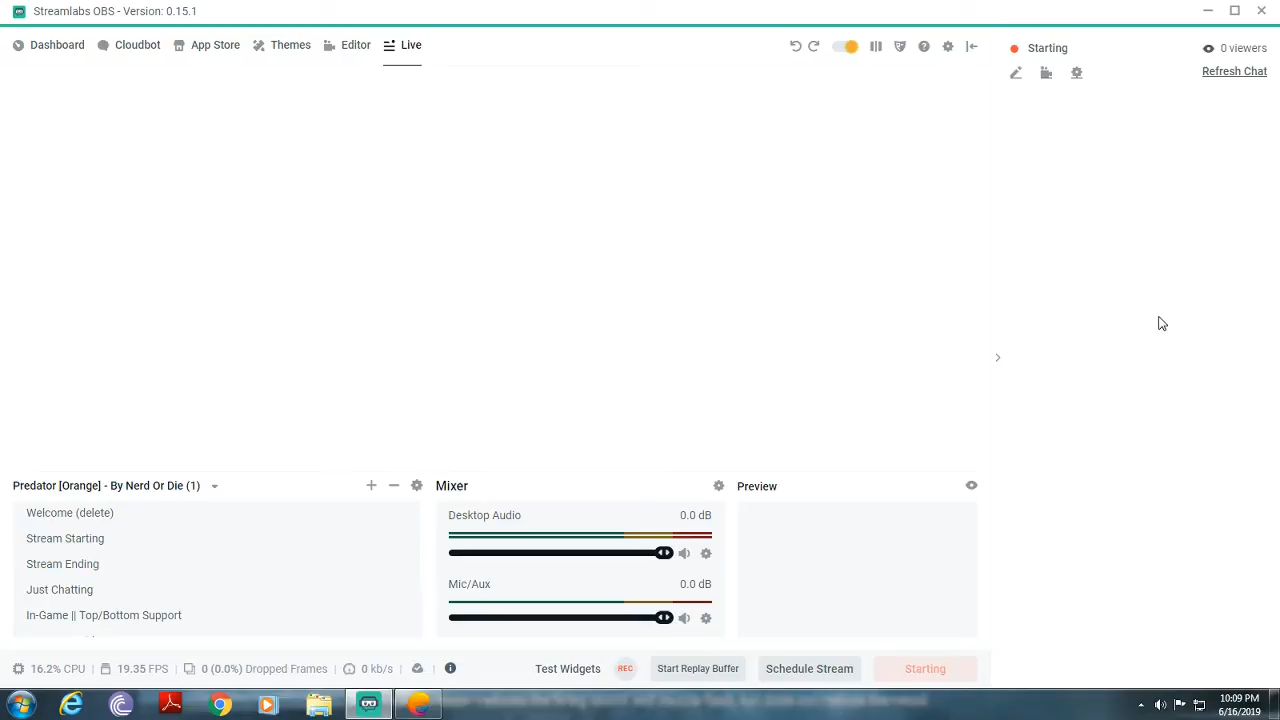 Streamlabs OBS - Version: 0.15.1
Dashboard Cloudbot App Store Themes Editor Live
Starting 0 viewers
Refresh Chat
Predator [Orange] - By Nerd Or Die (1)
Welcome (delete)
Stream Starting
Stream Ending
Just Chatting
In-Game || Top/Bottom Support
Mixer
Desktop Audio 0.0 dB
Mic/Aux 0.0 dB
Preview
16.2% CPU 19.35 FPS 0 (0.0%) Dropped Frames 0 kb/s Test Widgets REC Start Replay Buffer Schedule Stream Starting
10:09 PM
6/16/2019